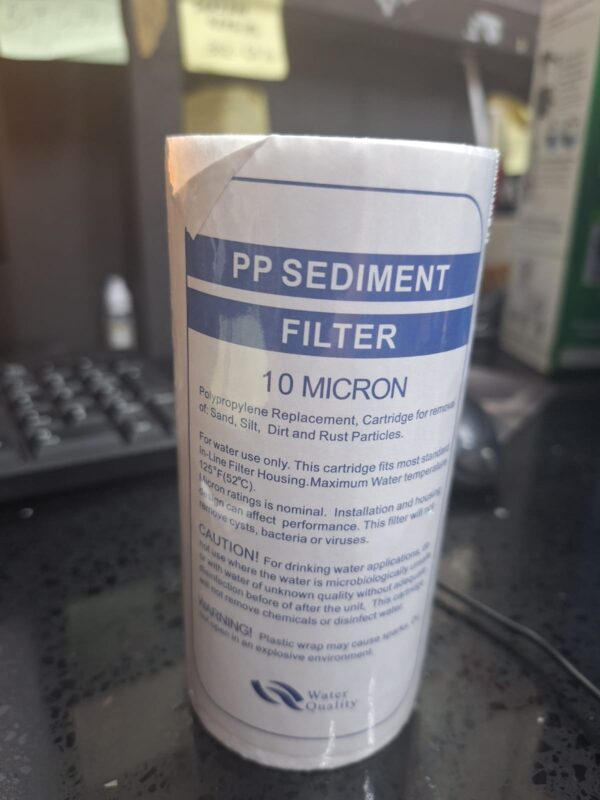 PP SEDIMENT
FILTER
10 MICRON
Polypropylene Replacement, Cartridge for remova
of: Sand, Silt, Dirt and Rust Particles.
For water use only. This cartridge fits most standard
In-Line Filter Housing.Maximum Water temperature
125°F(52°C).
Micron ratings is nominal. Installation and housing
design can affect performance. This filter will not
remove cysts, bacteria or viruses.
CAUTION! For drinking water applications, do
not use where the water is microbiologically unsafe
or with water of unknown quality without adequate
disinfection before of after the unit. This cartridge
will not remove chemicals or disinfect water.
WARNING! Plastic wrap may cause sparks. Do
not open in an explosive environment.
Water
Quality